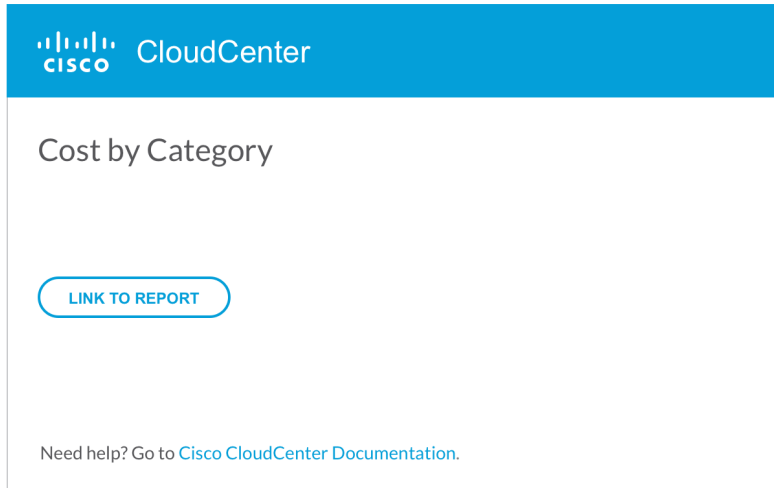 CISCO CloudCenter
Cost by Category
LINK TO REPORT
Need help? Go to Cisco CloudCenter Documentation.